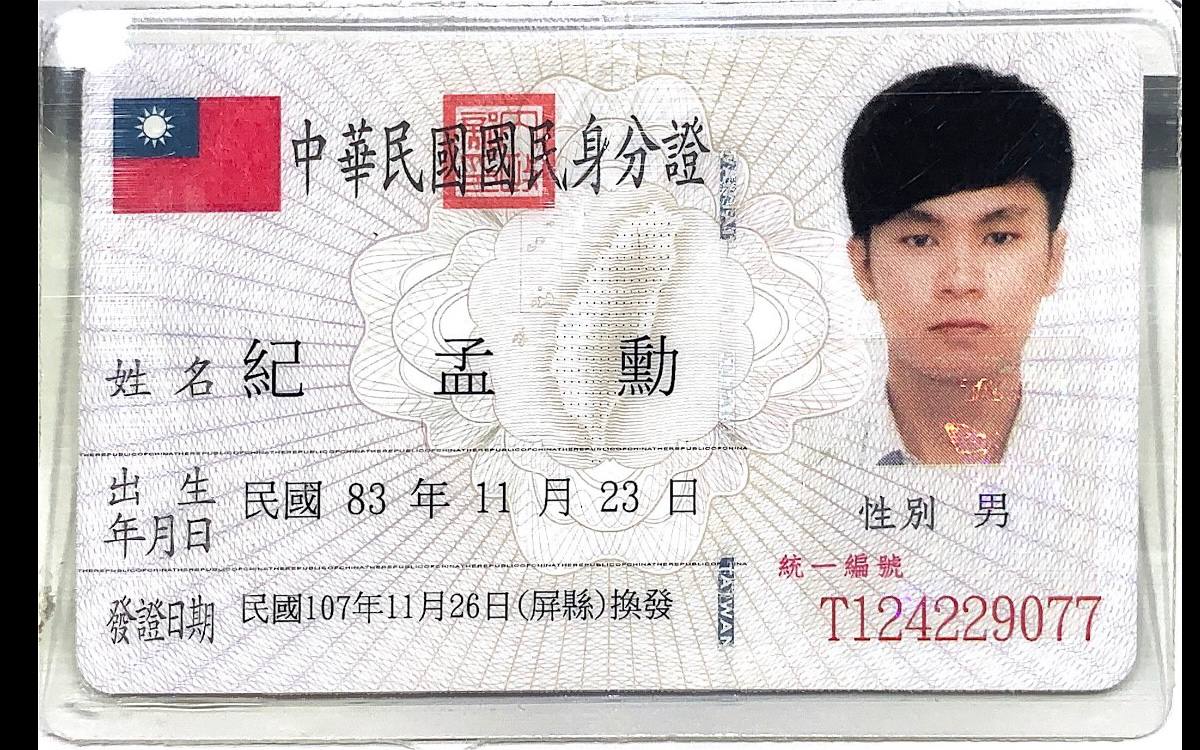 中華民國國民身分證
姓名 紀孟勳
出生年月日 民國 83 年 11 月 23 日
性別 男
統一編號
T124229077
發證日期 民國107年11月26日(屏縣)換發
TAIWAN